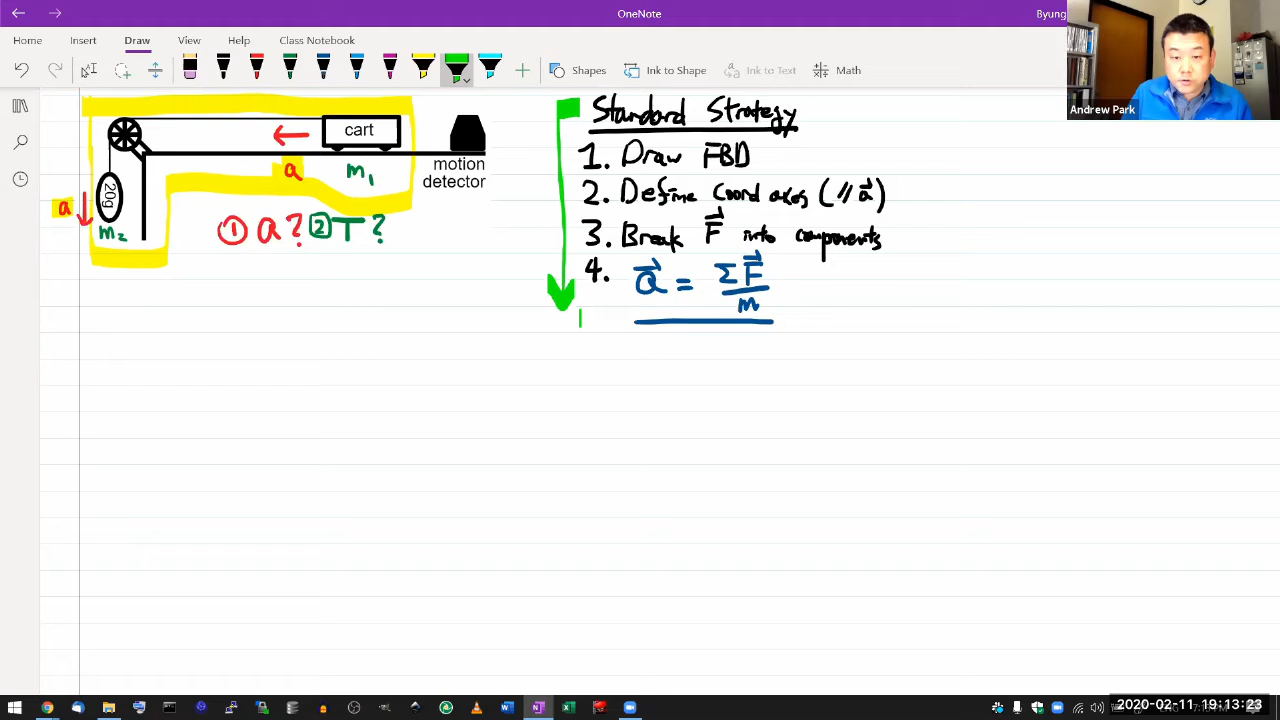 OneNote
Byung
Home Insert Draw View Help Class Notebook
Shapes Ink to Shape Ink to Text Math
Andrew Park
cart
a
m1
motion
detector
20g
a
m2
① a? 2 T?
Standard Strategy
1. Draw FBD
2. Define Coord axes (// a⃗)
3. Break F⃗ into components
4. a⃗ = ΣF⃗ / m
2020-02-11 19:13:23